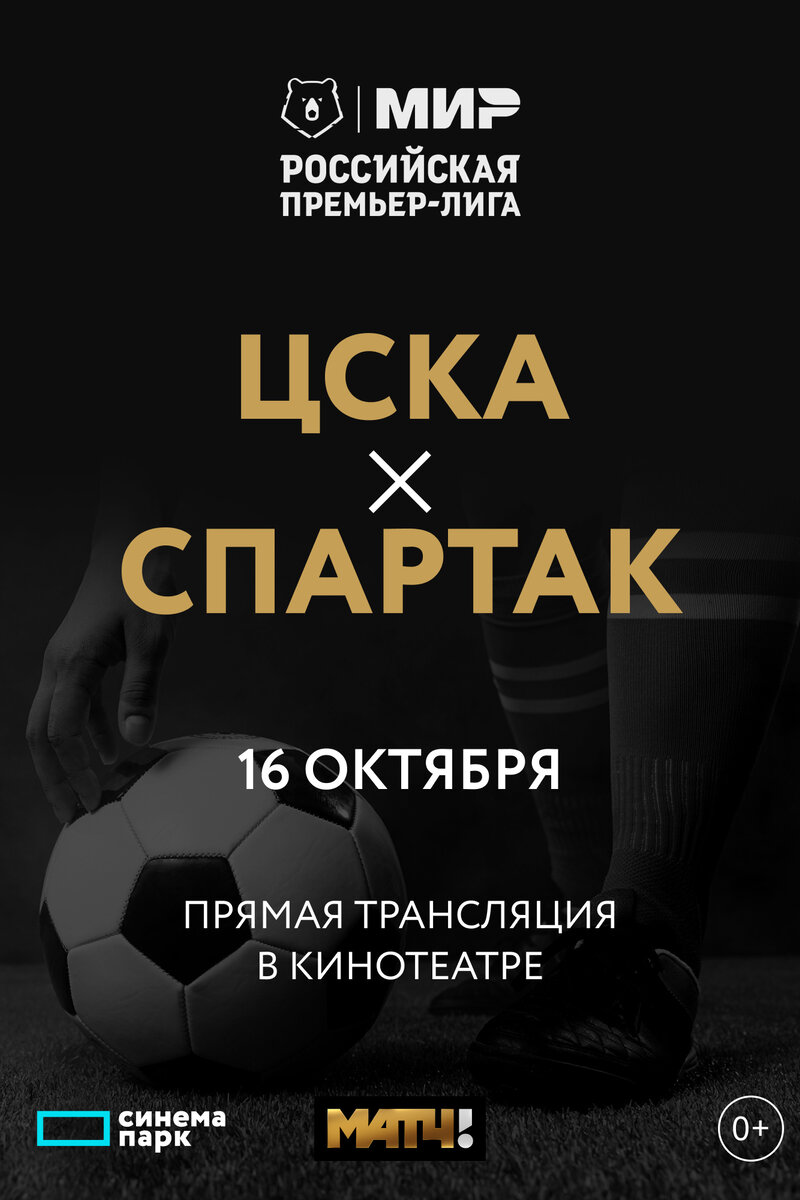 МИР
РОССИЙСКАЯ
ПРЕМЬЕР-ЛИГА
ЦСКА
×
СПАРТАК
16 ОКТЯБРЯ
ПРЯМАЯ ТРАНСЛЯЦИЯ
В КИНОТЕАТРЕ
синема
парк
МАТЧ!
0+